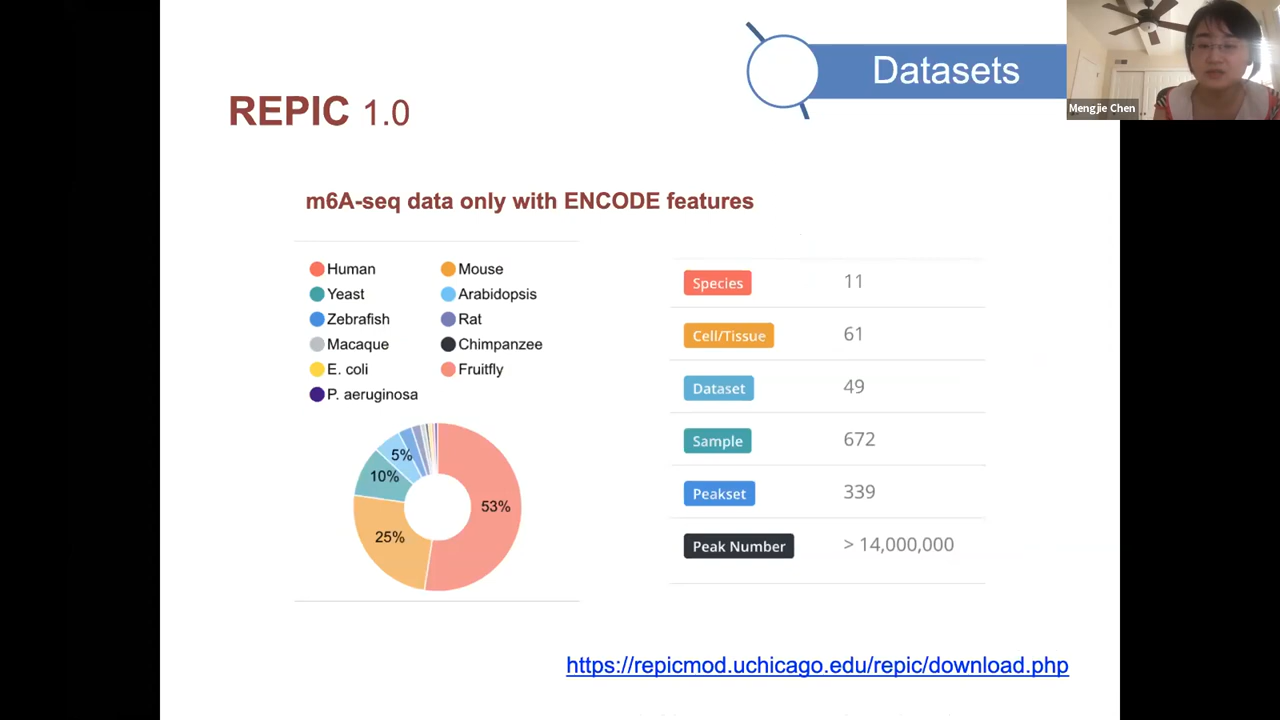 Datasets
Mengjie Chen
REPIC 1.0
m6A-seq data only with ENCODE features
Human
Mouse
Yeast
Arabidopsis
Zebrafish
Rat
Macaque
Chimpanzee
E. coli
Fruitfly
P. aeruginosa
5%
10%
53%
25%
Species 11
Cell/Tissue 61
Dataset 49
Sample 672
Peakset 339
Peak Number > 14,000,000
https://repicmod.uchicago.edu/repic/download.php